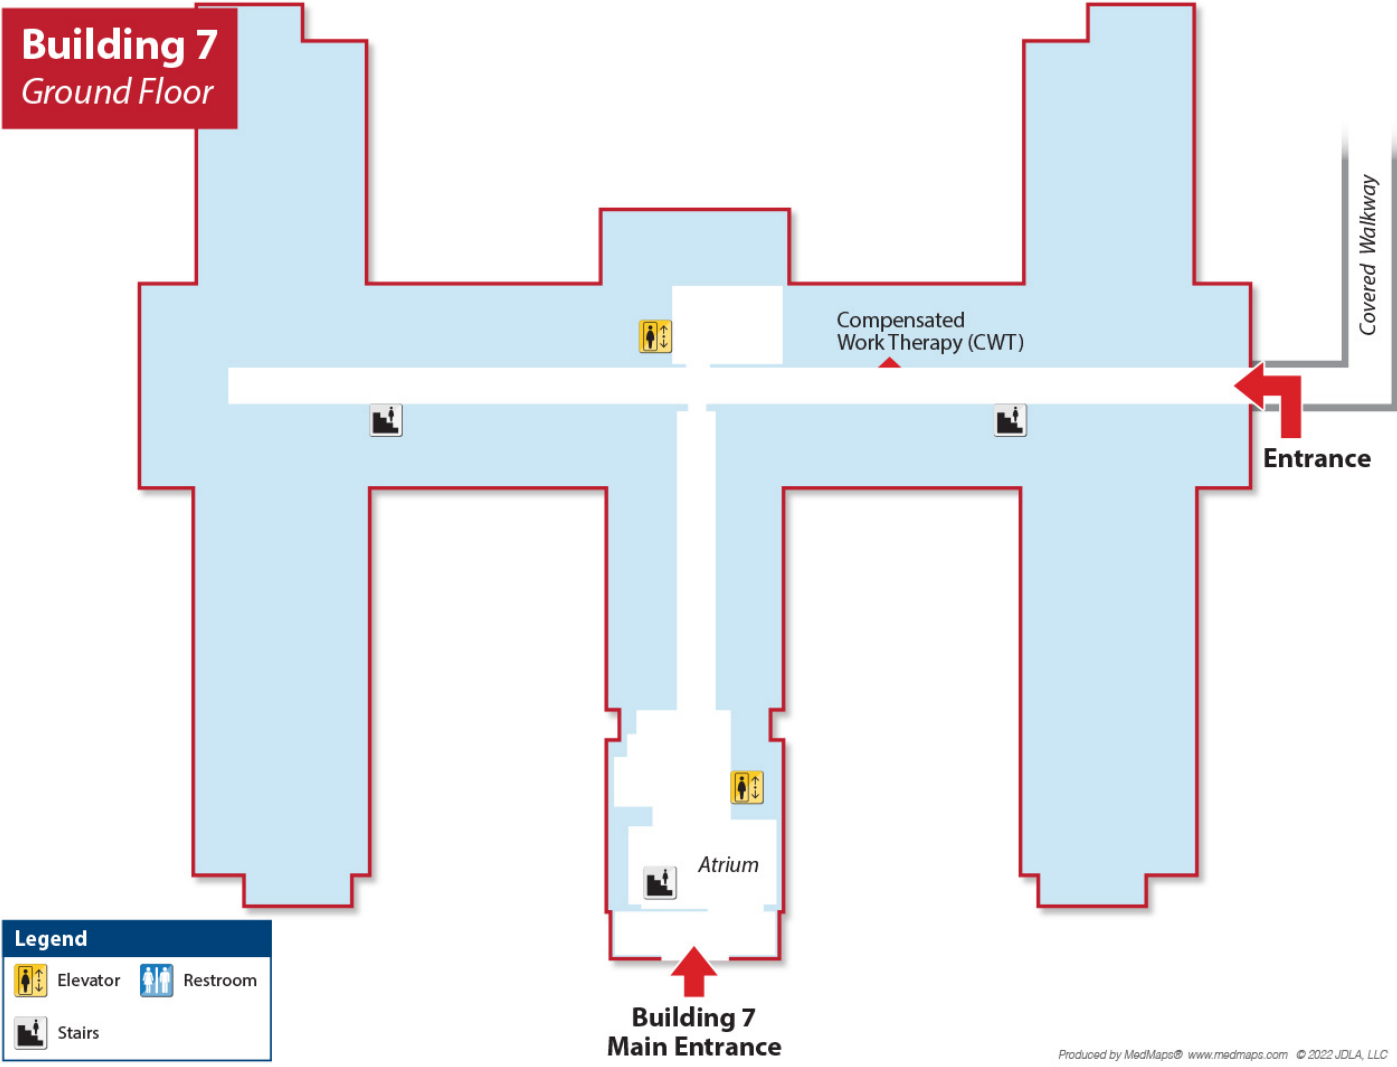 Building 7
Ground Floor
Compensated
Work Therapy (CWT)
Covered Walkway
Entrance
Atrium
Legend
Elevator
Restroom
Stairs
Building 7
Main Entrance
Produced by MedMaps® www.medmaps.com © 2022 JDLA, LLC